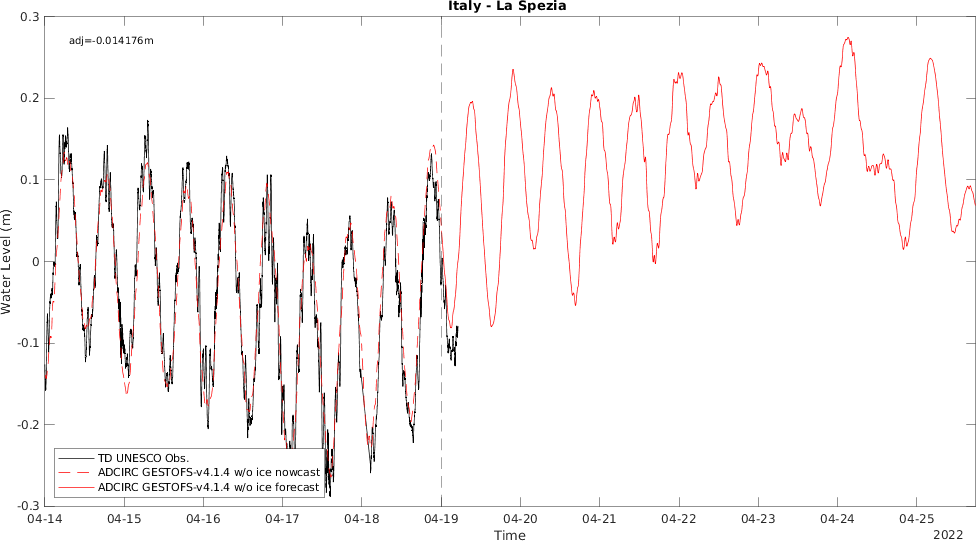 Italy - La Spezia
adj=-0.014176m
Water Level (m)
0.3
0.2
0.1
0
-0.1
-0.2
-0.3
TD UNESCO Obs.
ADCIRC GESTOFS-v4.1.4 w/o ice nowcast
ADCIRC GESTOFS-v4.1.4 w/o ice forecast
04-14 04-15 04-16 04-17 04-18 04-19 04-20 04-21 04-22 04-23 04-24 04-25
Time
2022